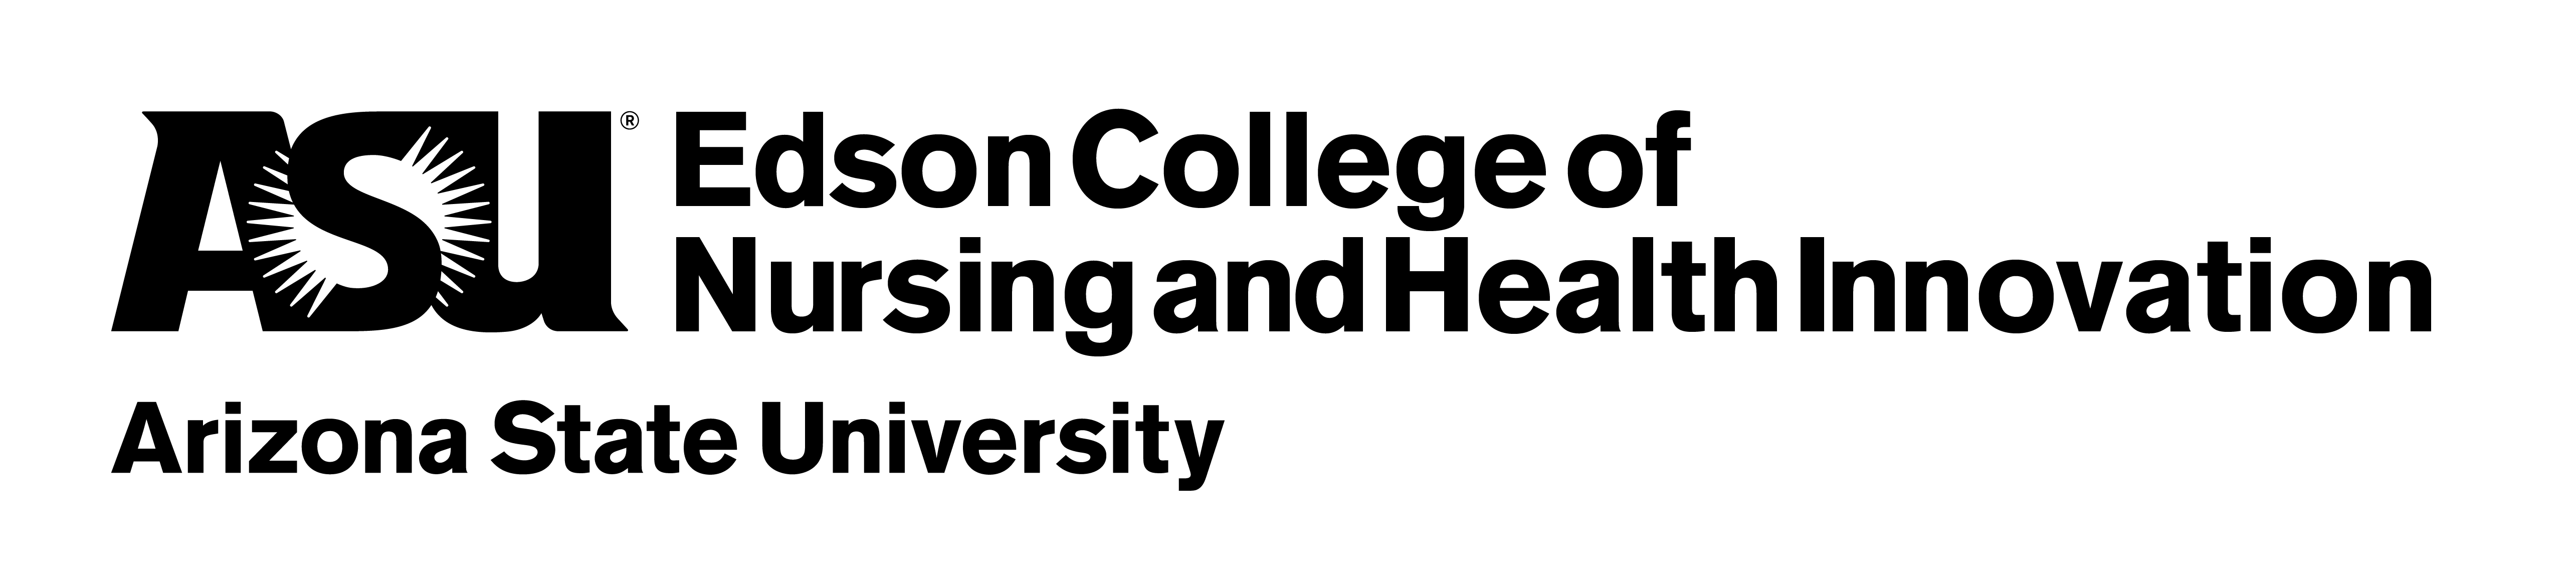 ASU® Edson College of
Nursing and Health Innovation
Arizona State University